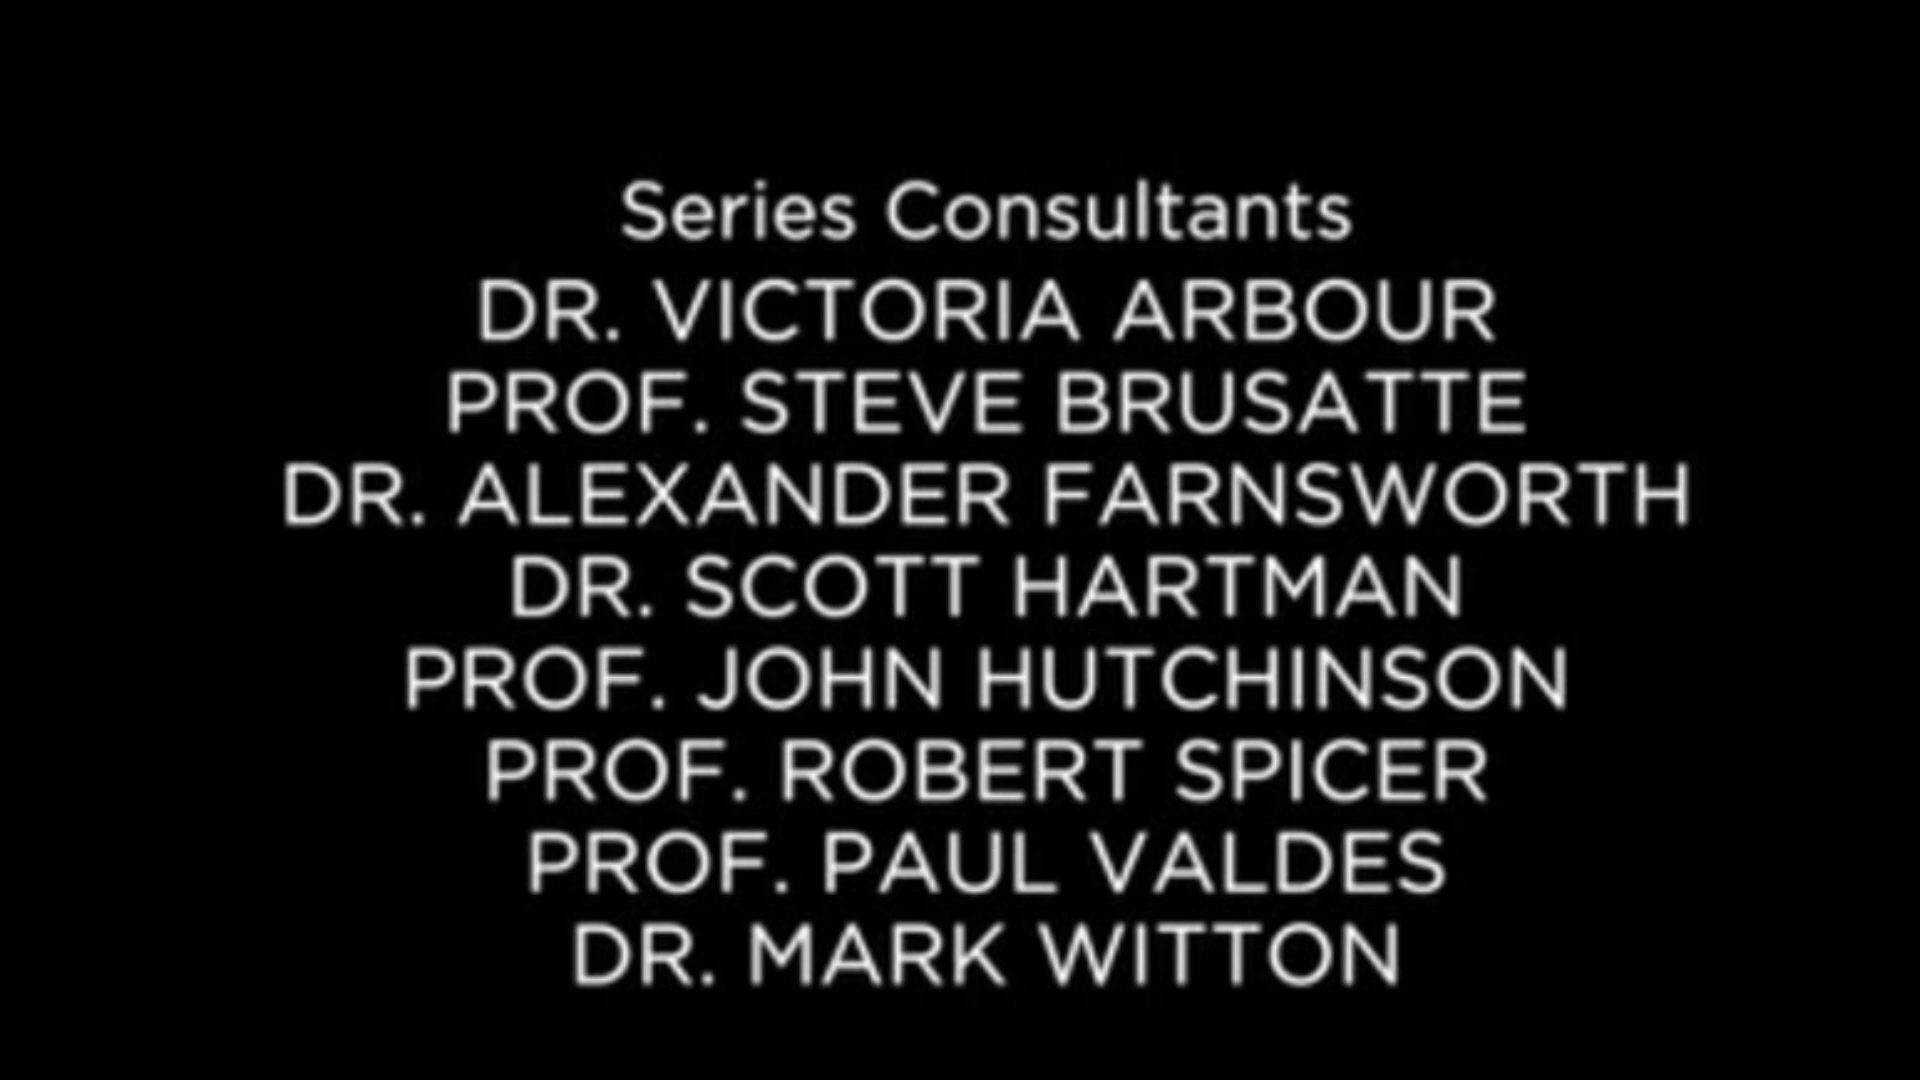 Series Consultants
DR. VICTORIA ARBOUR
PROF. STEVE BRUSATTE
DR. ALEXANDER FARNSWORTH
DR. SCOTT HARTMAN
PROF. JOHN HUTCHINSON
PROF. ROBERT SPICER
PROF. PAUL VALDES
DR. MARK WITTON